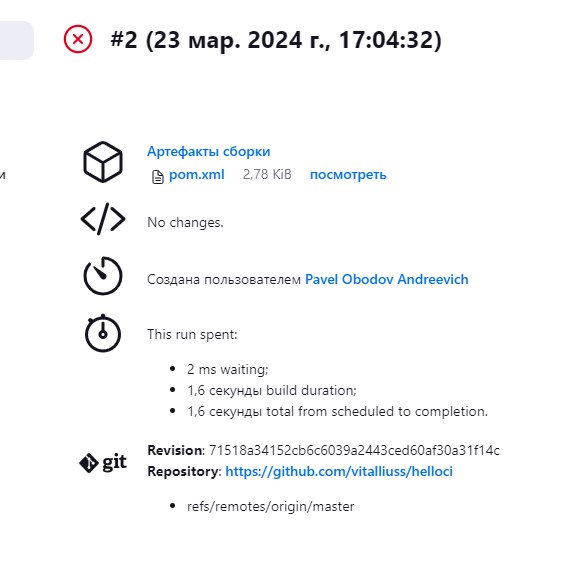 #2 (23 мар. 2024 г., 17:04:32)
Артефакты сборки
pom.xml 2,78 KiB посмотреть
и
No changes.
Создана пользователем Pavel Obodov Andreevich
This run spent:
2 ms waiting;
1,6 секунды build duration;
1,6 секунды total from scheduled to completion.
git
Revision: 71518a34152cb6c6039a2443ced60af30a31f14c
Repository: https://github.com/vitalliuss/helloci
refs/remotes/origin/master